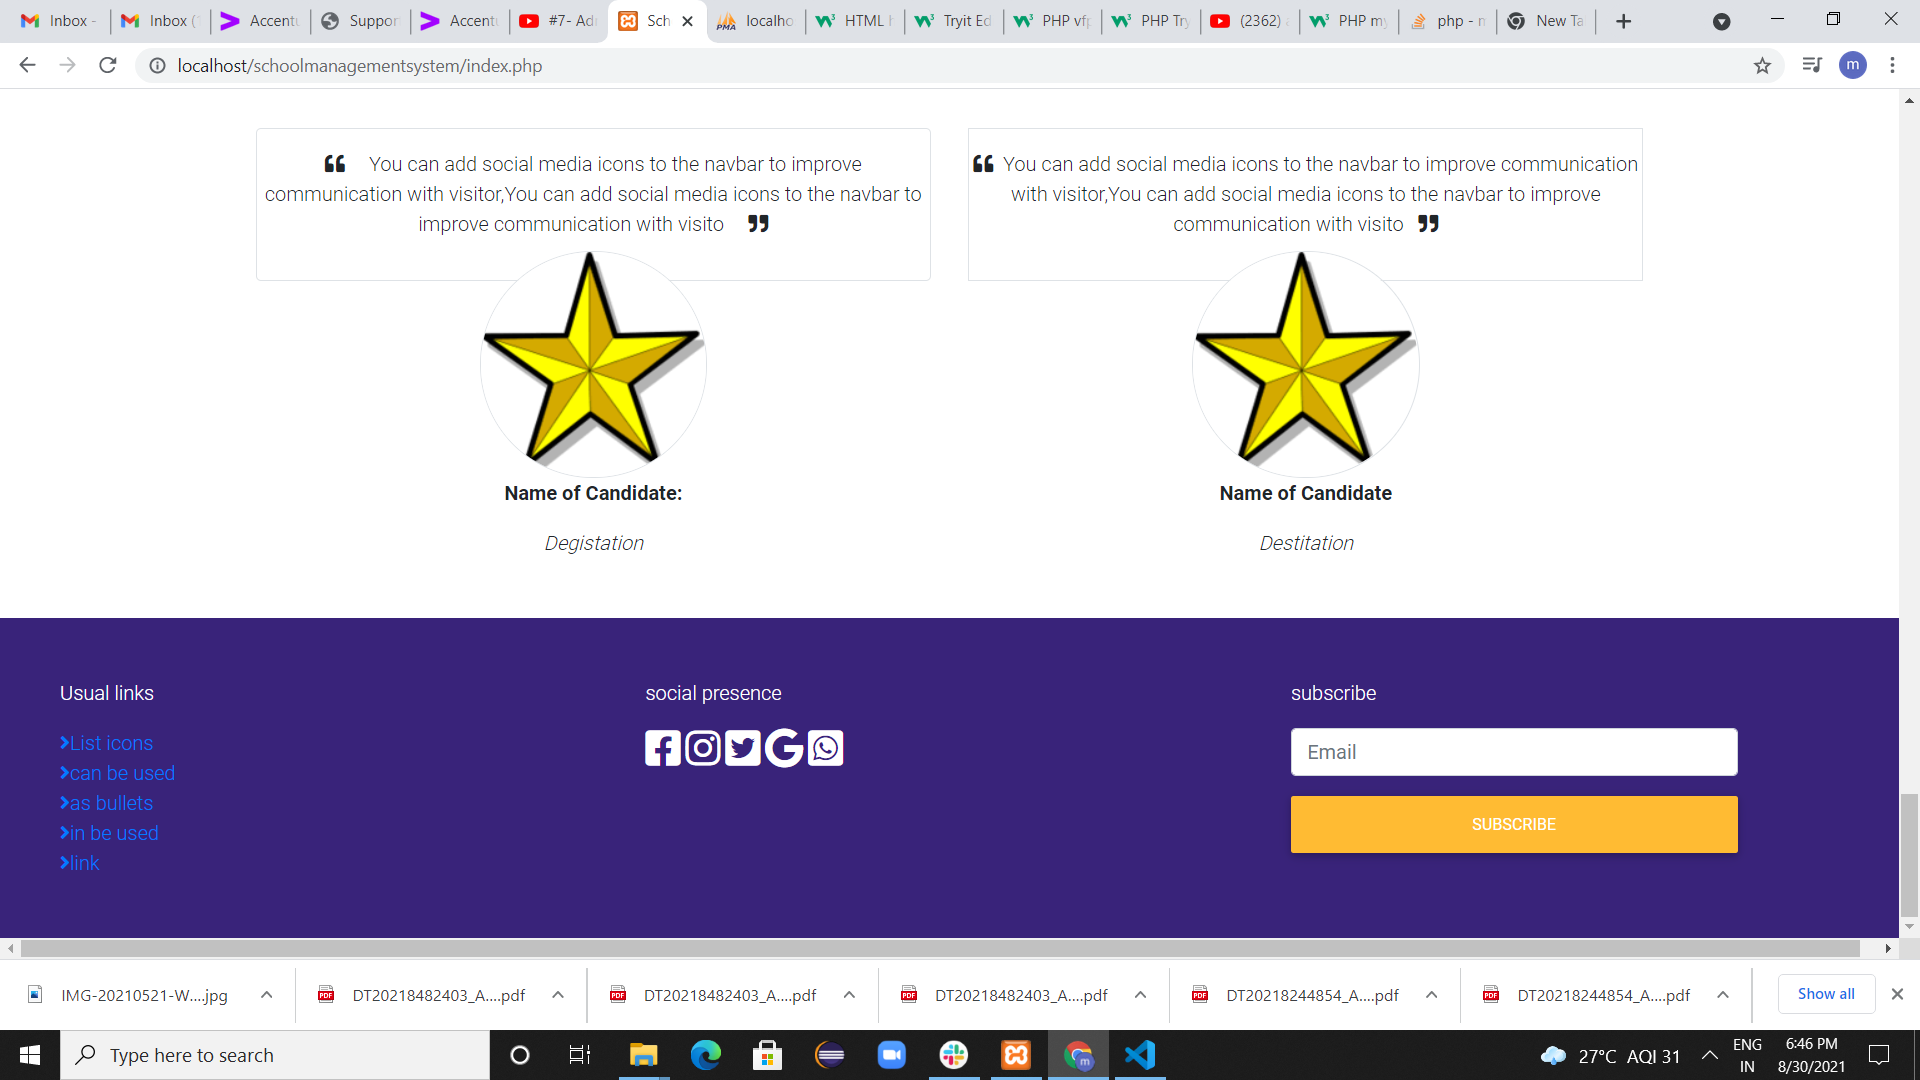 Inbox -
Inbox (
Accent
Suppor
Accent
#7- Ad
Sch
localho
HTML
Tryit Ed
PHP vf
PHP Try
(2362)
PHP my
php - m
New Ta
localhost/schoolmanagementsystem/index.php
m
You can add social media icons to the navbar to improve
communication with visitor,You can add social media icons to the navbar to
improve communication with visito
Name of Candidate:
Degistation
You can add social media icons to the navbar to improve communication
with visitor,You can add social media icons to the navbar to improve
communication with visito
Name of Candidate
Destitation
Usual links
List icons
can be used
as bullets
in be used
link
social presence
subscribe
Email
SUBSCRIBE
IMG-20210521-W....jpg
DT20218482403_A....pdf
DT20218482403_A....pdf
DT20218482403_A....pdf
DT20218244854_A....pdf
DT20218244854_A....pdf
Show all
Type here to search
27°C AQI 31
ENG
IN
6:46 PM
8/30/2021